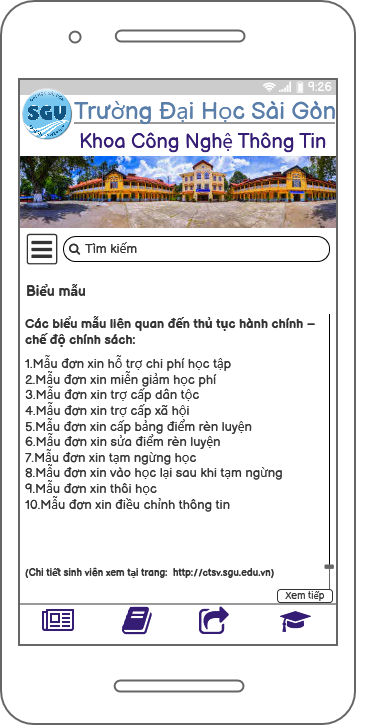 9:26
SGU
Trường Đại Học Sài Gòn
Khoa Công Nghệ Thông Tin
Tìm kiếm
Biểu mẫu
Các biểu mẫu liên quan đến thủ tục hành chính –
chế độ chính sách:
1.Mẫu đơn xin hỗ trợ chi phí học tập
2.Mẫu đơn xin miễn giảm học phí
3.Mẫu đơn xin trợ cấp dân tộc
4.Mẫu đơn xin trợ cấp xã hội
5.Mẫu đơn xin cấp bảng điểm rèn luyện
6.Mẫu đơn xin sửa điểm rèn luyện
7.Mẫu đơn xin tạm ngừng học
8.Mẫu đơn xin vào học lại sau khi tạm ngừng
9.Mẫu đơn xin thôi học
10.Mẫu đơn xin điều chỉnh thông tin
(Chi tiết sinh viên xem tại trang: http://ctsv.sgu.edu.vn)
Xem tiếp